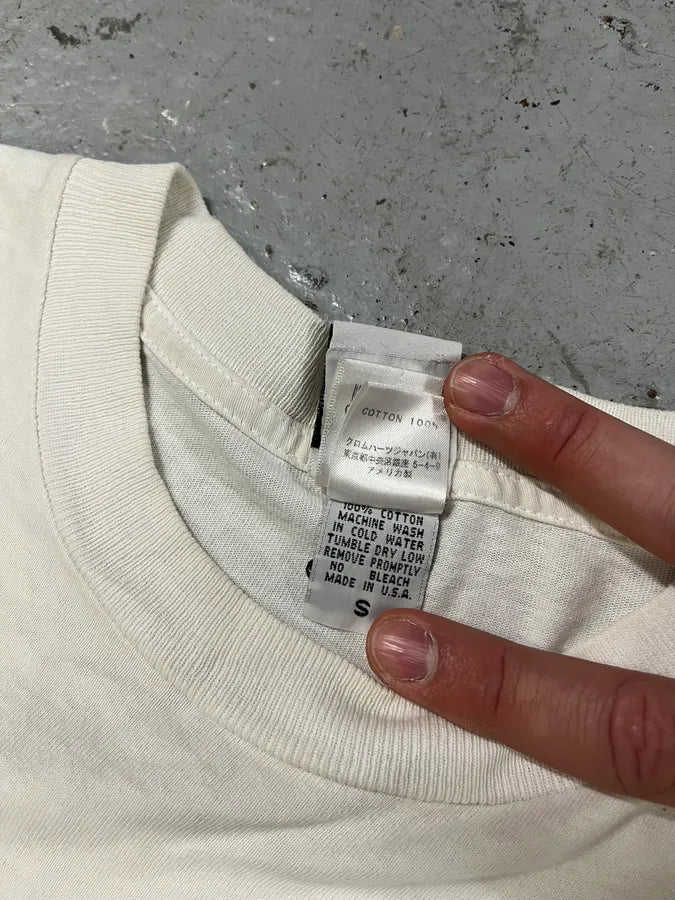 COTTON 100%
クロムハーツジャパン(有)
東京都中央区銀座 5-4-9
アメリカ製
100% COTTON
MACHINE WASH
IN COLD WATER
TUMBLE DRY LOW
REMOVE PROMPTLY
NO BLEACH
MADE IN U.S.A.
S